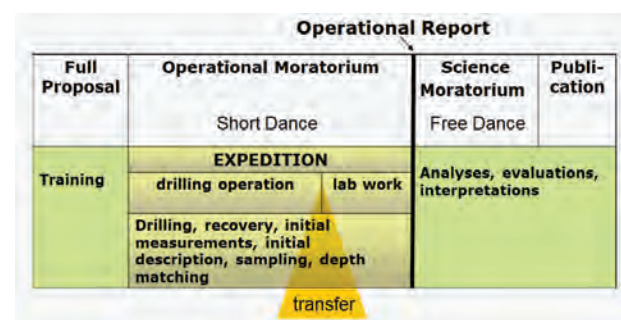 Operational Report
Full
Proposal
Operational Moratorium
Short Dance
Science
Moratorium
Free Dance
Publi-
cation
Training
EXPEDITION
drilling operation
lab work
Drilling, recovery, initial
measurements, initial
description, sampling, depth
matching
Analyses, evaluations,
interpretations
transfer